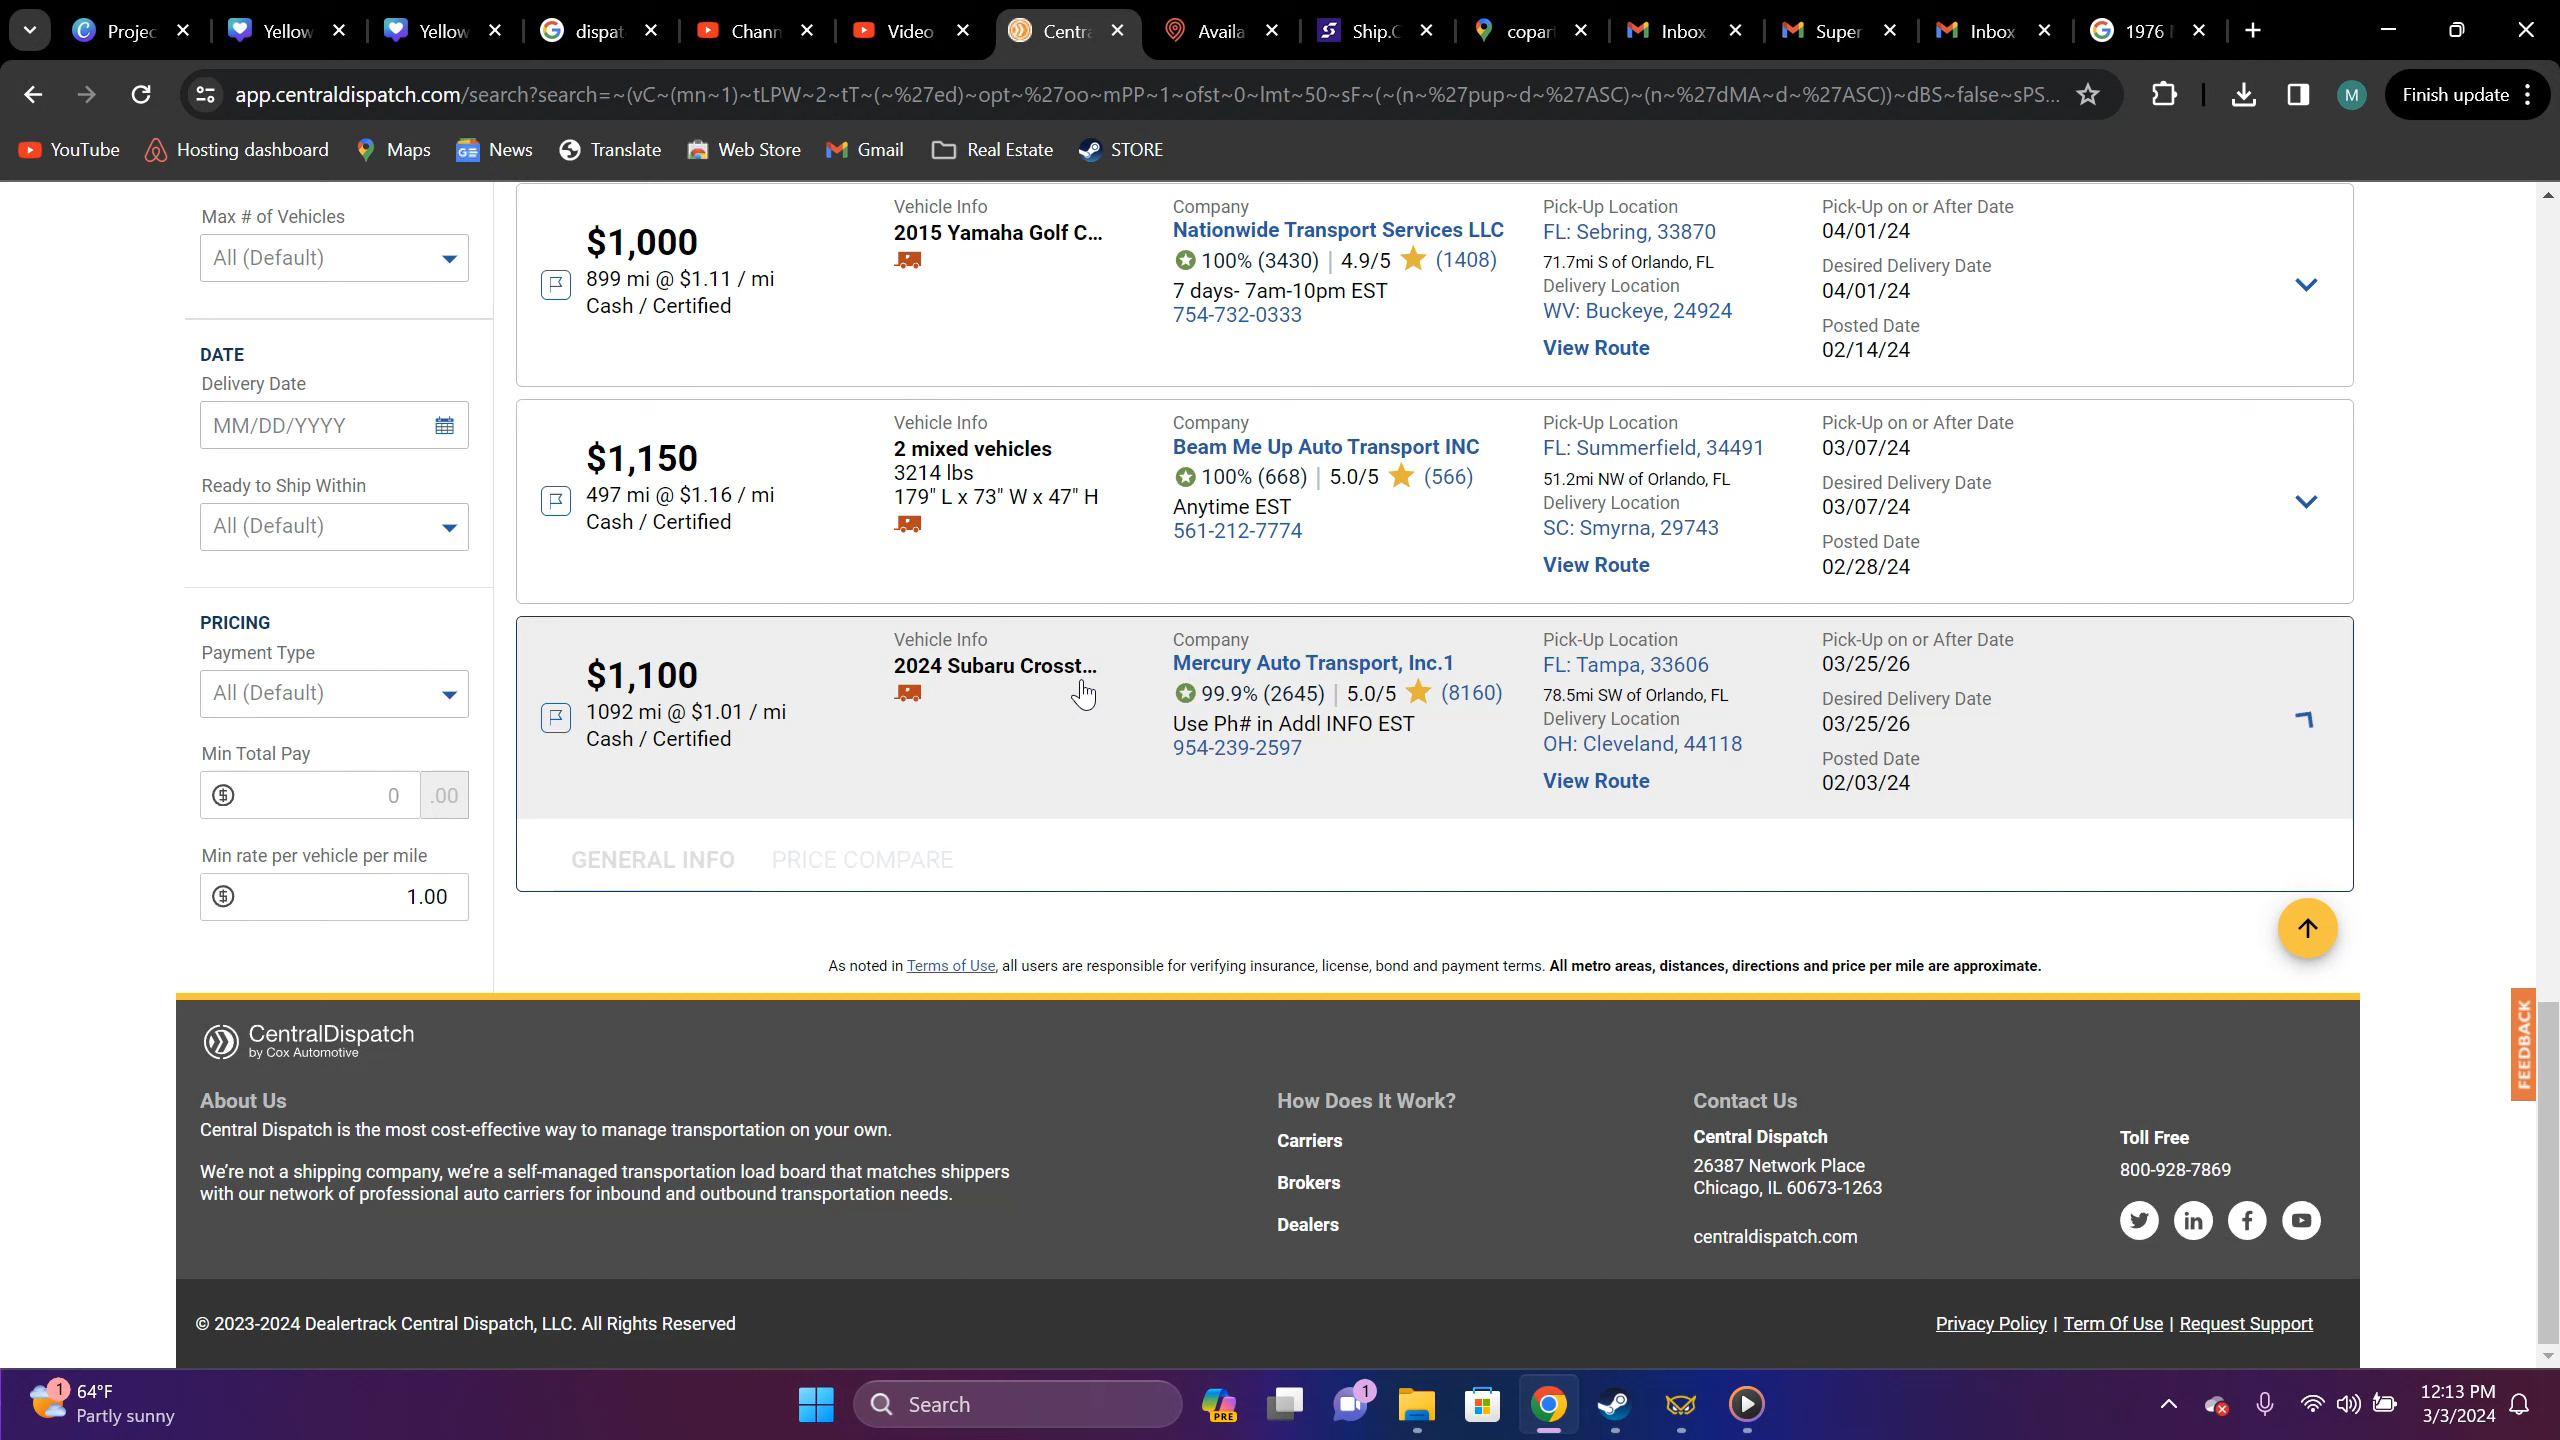 Projec
Yellow
Yellow
dispat
Chann
Video
Centra
Availa
Ship.C
copar
Inbox
Super
Inbox
1976
app.centraldispatch.com/search?search=~(vC~(mn~1)~tLPW~2~tT~(~%27ed)~opt~%27oo~mPP~1~ofst~0~lmt~50~sF~(~(n~%27pup~d~%27ASC)~(n~%27dMA~d~%27ASC))~dBS~false~sPS...
M
Finish update
YouTube
Hosting dashboard
Maps
News
Translate
Web Store
Gmail
Real Estate
STORE
Max # of Vehicles
All (Default)
DATE
Delivery Date
MM/DD/YYYY
Ready to Ship Within
All (Default)
PRICING
Payment Type
All (Default)
Min Total Pay
0 .00
Min rate per vehicle per mile
1.00
$1,000
899 mi @ $1.11 / mi
Cash / Certified
Vehicle Info
2015 Yamaha Golf C...
Company
Nationwide Transport Services LLC
100% (3430) | 4.9/5 (1408)
7 days- 7am-10pm EST
754-732-0333
Pick-Up Location
FL: Sebring, 33870
71.7mi S of Orlando, FL
Delivery Location
WV: Buckeye, 24924
View Route
Pick-Up on or After Date
04/01/24
Desired Delivery Date
04/01/24
Posted Date
02/14/24
$1,150
497 mi @ $1.16 / mi
Cash / Certified
Vehicle Info
2 mixed vehicles
3214 lbs
179" L x 73" W x 47" H
Company
Beam Me Up Auto Transport INC
100% (668) | 5.0/5 (566)
Anytime EST
561-212-7774
Pick-Up Location
FL: Summerfield, 34491
51.2mi NW of Orlando, FL
Delivery Location
SC: Smyrna, 29743
View Route
Pick-Up on or After Date
03/07/24
Desired Delivery Date
03/07/24
Posted Date
02/28/24
$1,100
1092 mi @ $1.01 / mi
Cash / Certified
Vehicle Info
2024 Subaru Crosst...
Company
Mercury Auto Transport, Inc.1
99.9% (2645) | 5.0/5 (8160)
Use Ph# in Addl INFO EST
954-239-2597
Pick-Up Location
FL: Tampa, 33606
78.5mi SW of Orlando, FL
Delivery Location
OH: Cleveland, 44118
View Route
Pick-Up on or After Date
03/25/26
Desired Delivery Date
03/25/26
Posted Date
02/03/24
GENERAL INFO
PRICE COMPARE
As noted in Terms of Use, all users are responsible for verifying insurance, license, bond and payment terms. All metro areas, distances, directions and price per mile are approximate.
FEEDBACK
CentralDispatch
by Cox Automotive
About Us
Central Dispatch is the most cost-effective way to manage transportation on your own.
We're not a shipping company, we're a self-managed transportation load board that matches shippers
with our network of professional auto carriers for inbound and outbound transportation needs.
How Does It Work?
Carriers
Brokers
Dealers
Contact Us
Central Dispatch
26387 Network Place
Chicago, IL 60673-1263
centraldispatch.com
Toll Free
800-928-7869
© 2023-2024 Dealertrack Central Dispatch, LLC. All Rights Reserved
Privacy Policy | Term Of Use | Request Support
1
64°F
Partly sunny
Search
PRE
1
12:13 PM
3/3/2024